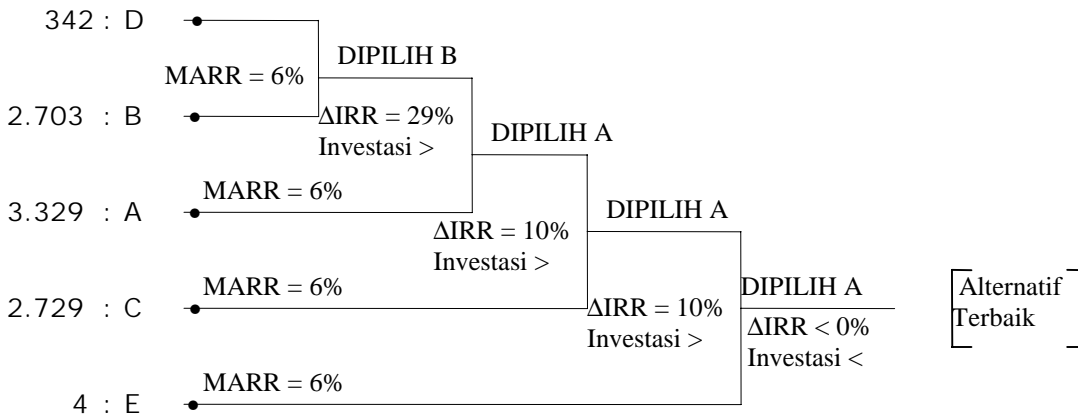 342 : D
DIPILIH B
MARR = 6%
2.703 : B
ΔIRR = 29%
Investasi >
DIPILIH A
MARR = 6%
3.329 : A
DIPILIH A
ΔIRR = 10%
Investasi >
MARR = 6%
2.729 : C
DIPILIH A
ΔIRR = 10%
Investasi >
ΔIRR < 0%
Investasi <
Alternatif
Terbaik
MARR = 6%
4 : E